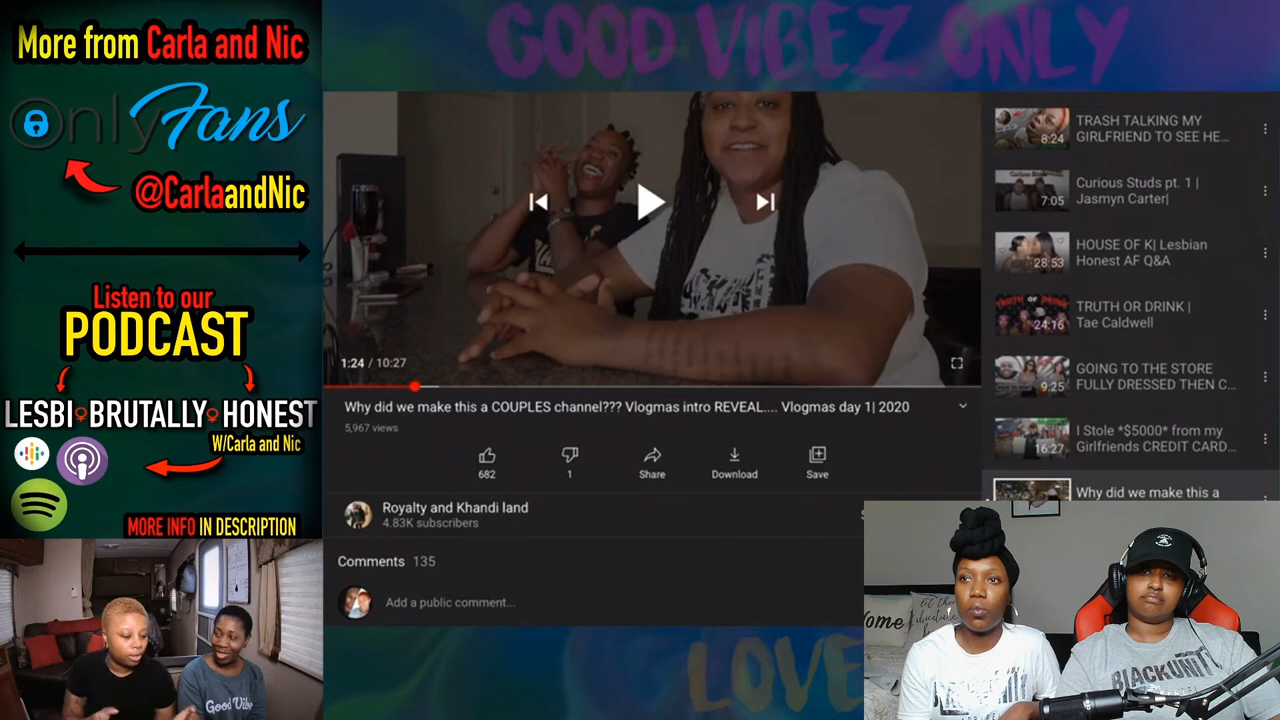 More from Carla and Nic
OnlyFans
@CarlaandNic
Listen to our
PODCAST
LESBI♀BRUTALLY♀HONEST
W/Carla and Nic
MORE INFO IN DESCRIPTION
Good Vibe
GOOD VIBEZ ONLY
1:24 / 10:27
Why did we make this a COUPLES channel??? Vlogmas intro REVEAL.... Vlogmas day 1| 2020
5,967 views
682
1
Share
Download
Save
Royalty and Khandi land
4.83K subscribers
Comments 135
Add a public comment...
LOVE
8:24
TRASH TALKING MY
GIRLFRIEND TO SEE HE...
7:05
Curious Studs pt. 1 |
Jasmyn Carter|
28:53
HOUSE OF K| Lesbian
Honest AF Q&A
TRUTH OR DRINK
24:16
TRUTH OR DRINK |
Tae Caldwell
9:25
GOING TO THE STORE
FULLY DRESSED THEN C...
16:27
I Stole *$5000* from my
Girlfriends CREDIT CARD...
Why did we make this a
ome
BLACK UNITY